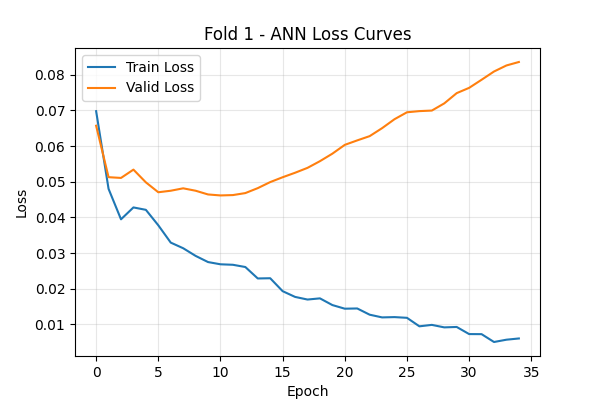 Fold 1 - ANN Loss Curves
Train Loss
Valid Loss
Loss
0.08
0.07
0.06
0.05
0.04
0.03
0.02
0.01
0 5 10 15 20 25 30 35
Epoch